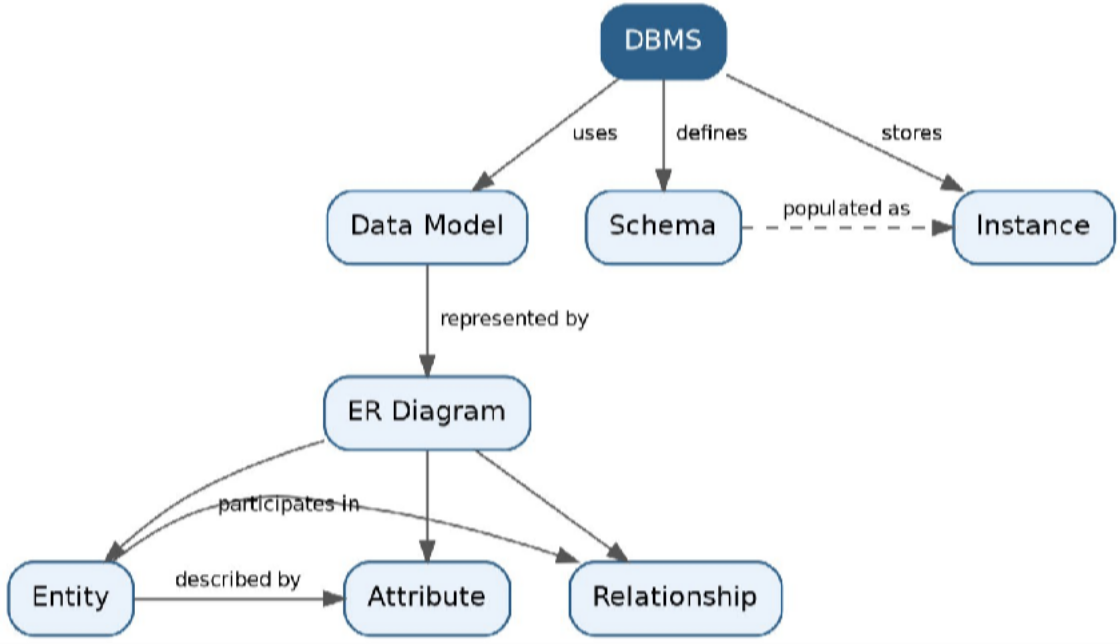 DBMS
uses
defines
stores
Data Model
Schema
populated as
Instance
represented by
ER Diagram
participates in
Entity
described by
Attribute
Relationship